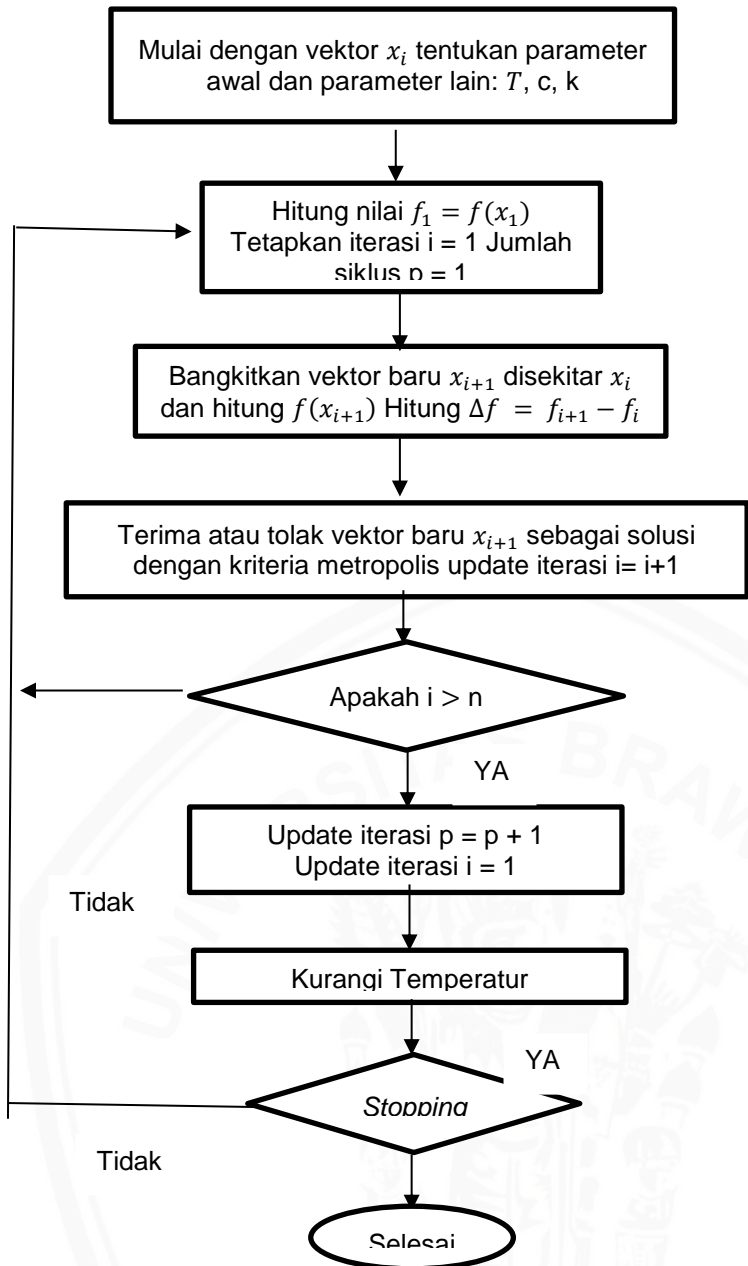 Mulai dengan vektor 𝑥𝑖 tentukan parameter
awal dan parameter lain: 𝑇, c, k
Hitung nilai 𝑓1 = 𝑓(𝑥1)
Tetapkan iterasi i = 1 Jumlah
siklus p = 1
Bangkitkan vektor baru 𝑥𝑖+1 disekitar 𝑥𝑖
dan hitung 𝑓(𝑥𝑖+1) Hitung Δ𝑓 = 𝑓𝑖+1 − 𝑓𝑖
Terima atau tolak vektor baru 𝑥𝑖+1 sebagai solusi
dengan kriteria metropolis update iterasi i= i+1
Apakah i > n
YA
Update iterasi p = p + 1
Update iterasi i = 1
Tidak
Kurangi Temperatur
YA
Stopping
Tidak
Selesai